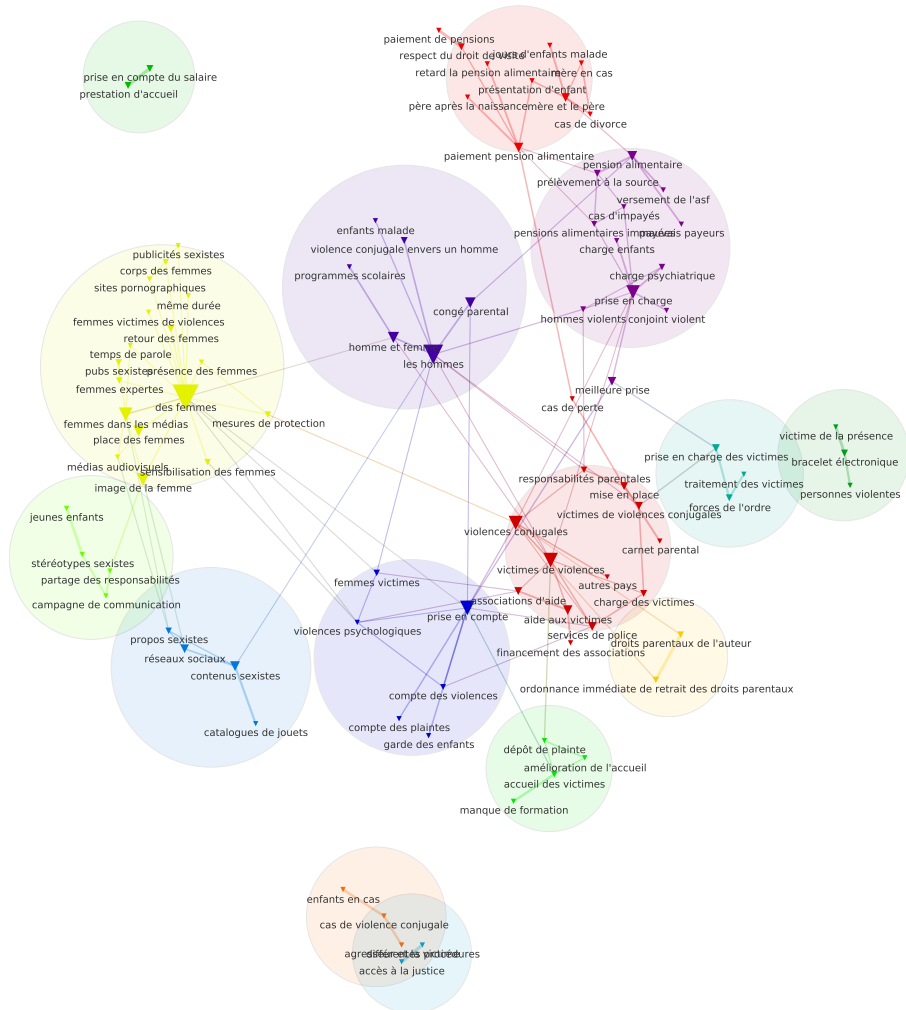 paiement de pensions
respect du droit de visite
jours d'enfants malade
retard la pension alimentaire
mère en cas
prise en compte du salaire
présentation d'enfant
prestation d'accueil
père après la naissance
mère et le père
cas de divorce
paiement pension alimentaire
pension alimentaire
prélèvement à la source
versement de l'asf
cas d'impayés
enfants malade
pensions alimentaires impayées
mauvais payeurs
violence conjugale envers un homme
charge enfants
publicités sexistes
corps des femmes
programmes scolaires
charge psychiatrique
sites pornographiques
prise en charge
même durée
congé parental
hommes violents
conjoint violent
femmes victimes de violences
retour des femmes
homme et femme
temps de parole
les hommes
pubs sexistes
présence des femmes
femmes expertes
meilleure prise
des femmes
cas de perte
femmes dans les médias
mesures de protection
place des femmes
victime de la présence
prise en charge des victimes
bracelet électronique
médias audiovisuels
sensibilisation des femmes
responsabilités parentales
traitement des victimes
personnes violentes
image de la femme
mise en place
forces de l'ordre
jeunes enfants
victimes de violences conjugales
violences conjugales
carnet parental
stéréotypes sexistes
victimes de violences
partage des responsabilités
femmes victimes
autres pays
campagne de communication
associations d'aide
charge des victimes
prise en compte
aide aux victimes
violences psychologiques
services de police
propos sexistes
droits parentaux de l'auteur
financement des associations
réseaux sociaux
contenus sexistes
ordonnance immédiate de retrait des droits parentaux
compte des violences
catalogues de jouets
compte des plaintes
garde des enfants
dépôt de plainte
amélioration de l'accueil
accueil des victimes
manque de formation
enfants en cas
cas de violence conjugale
agresseur et la victime
différentes procédures
accès à la justice